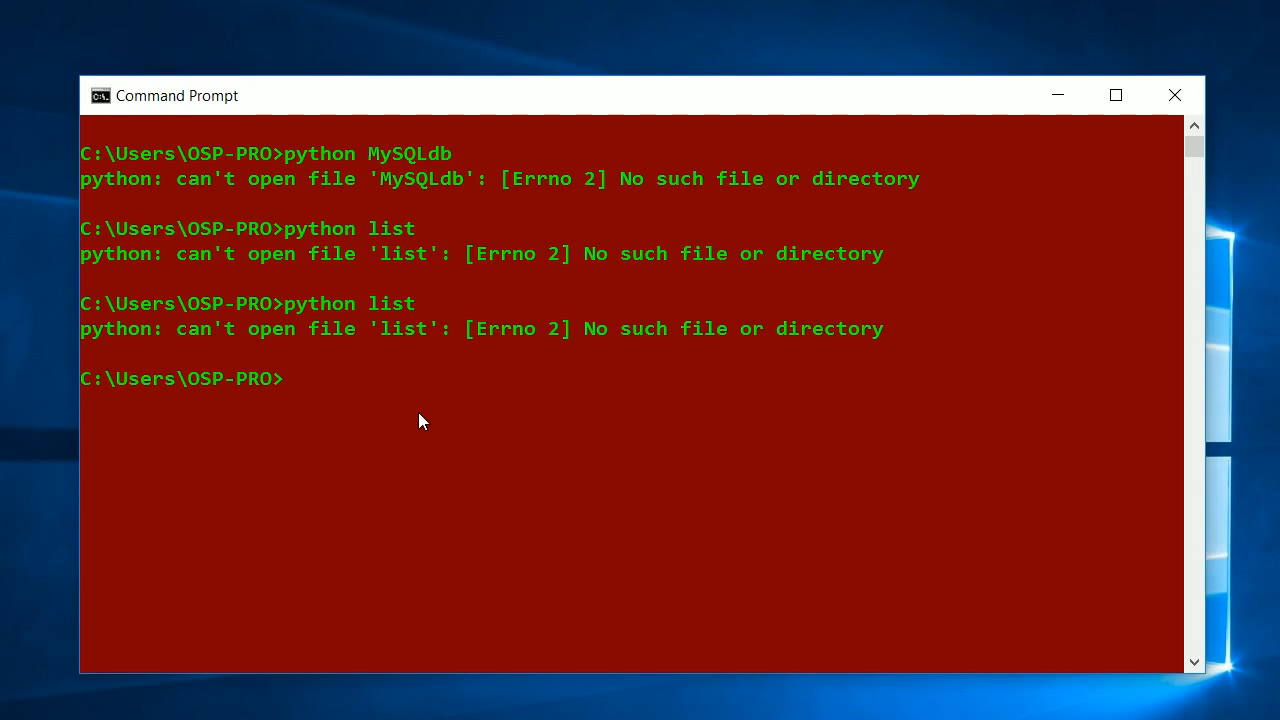 Command Prompt
C:\Users\OSP-PRO>python MySQLdb
python: can't open file 'MySQLdb': [Errno 2] No such file or directory
C:\Users\OSP-PRO>python list
python: can't open file 'list': [Errno 2] No such file or directory
C:\Users\OSP-PRO>python list
python: can't open file 'list': [Errno 2] No such file or directory
C:\Users\OSP-PRO>